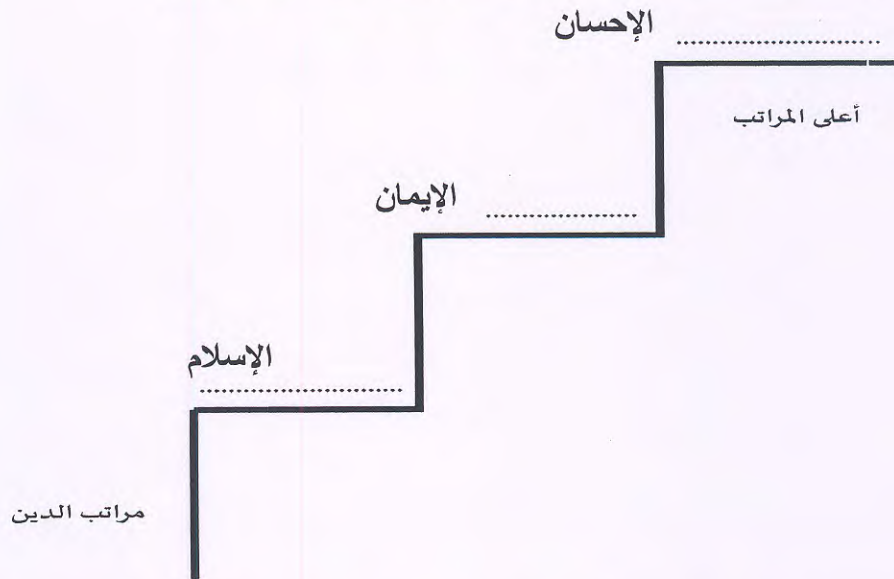 الإحسان ............................
أعلى المراتب
الإيمان .....................
الإسلام
............................
مراتب الدين